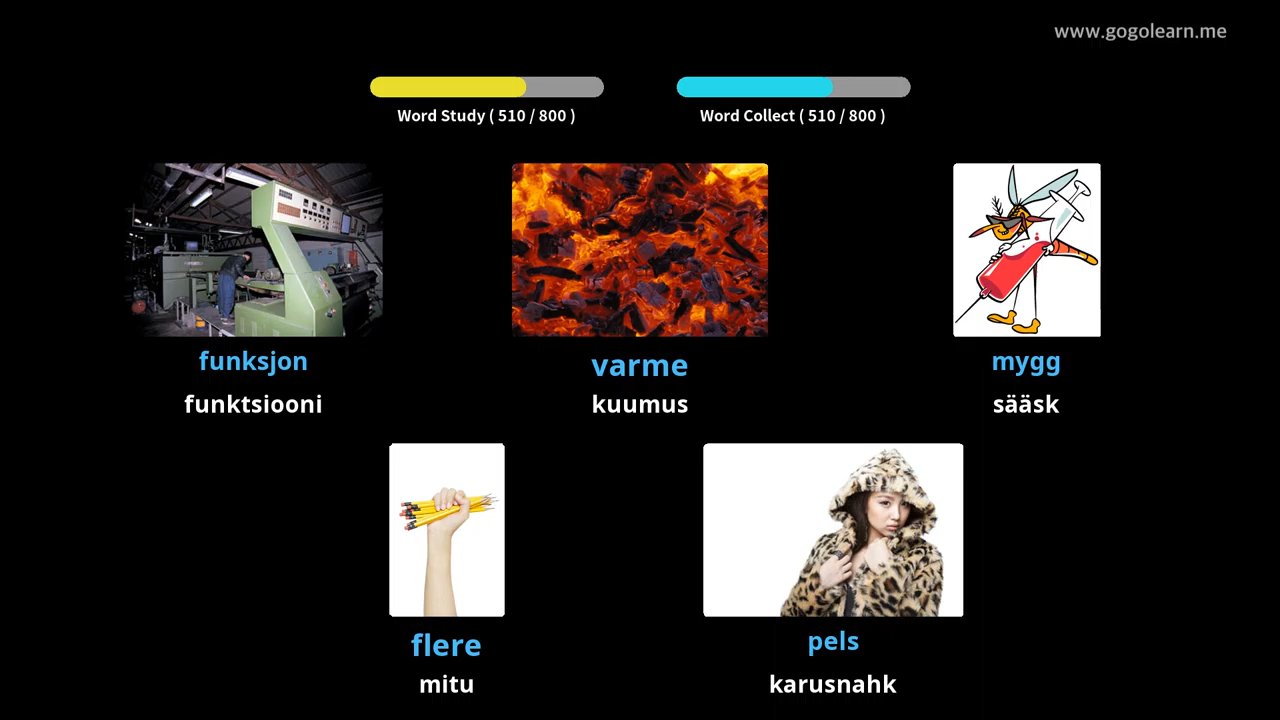 www.gogolearn.me
Word Study ( 510 / 800 )
Word Collect ( 510 / 800 )
funksjon
funktsiooni
varme
kuumus
mygg
sääsk
flere
mitu
pels
karusnahk